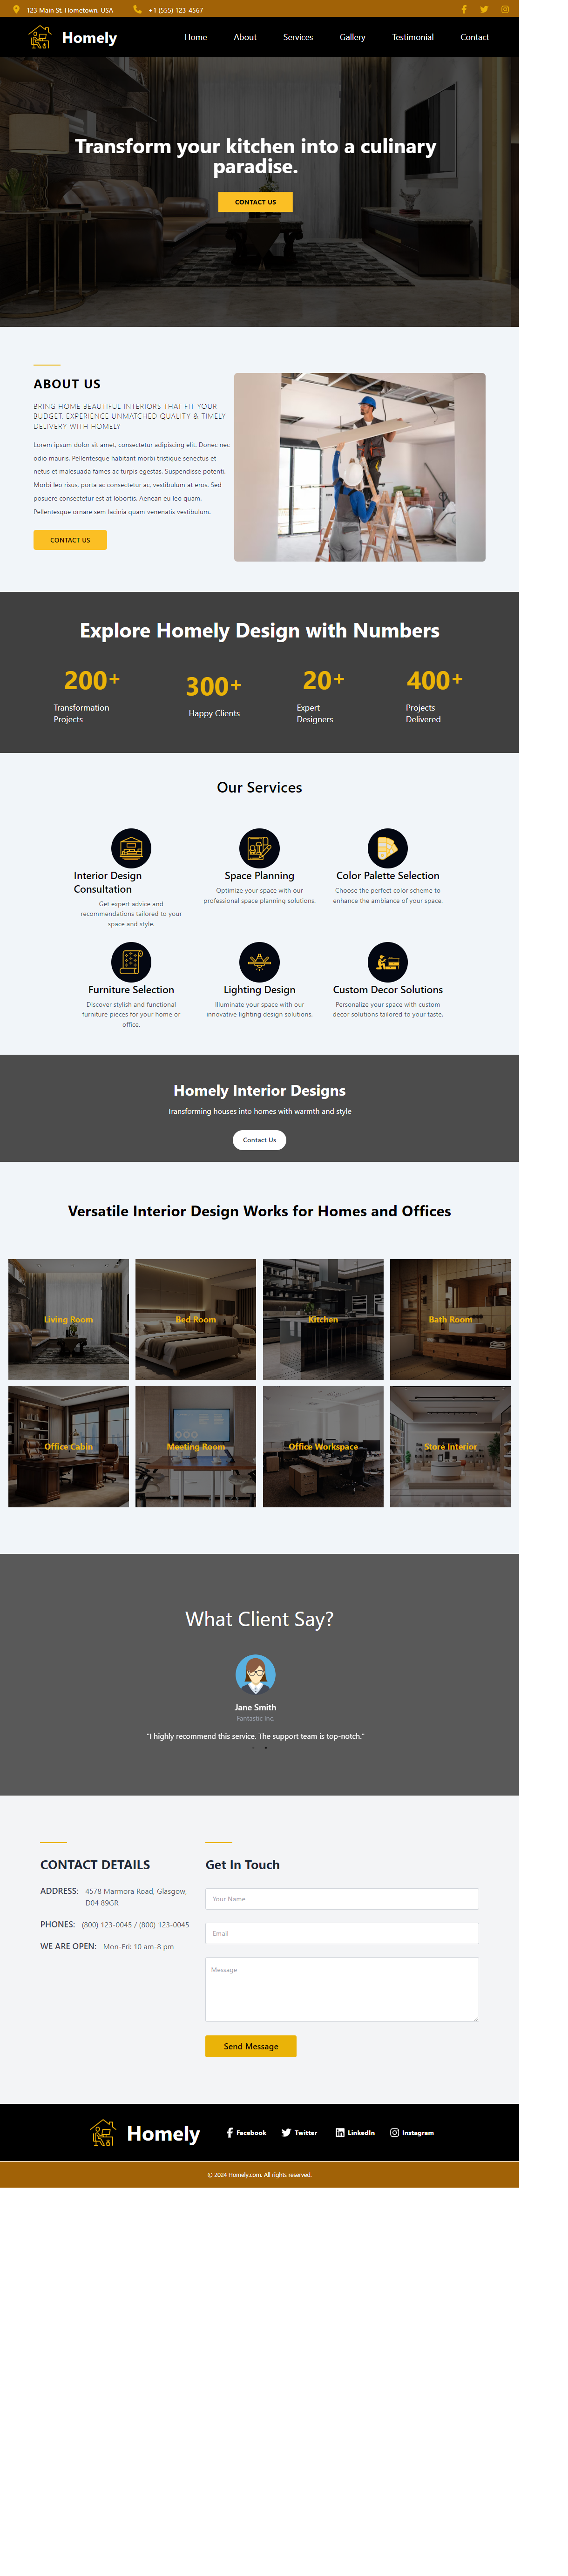 123 Main St, Hometown, USA
+1 (555) 123-4567
Homely
Home
About
Services
Gallery
Testimonial
Contact
Transform your kitchen into a culinary
paradise.
CONTACT US
ABOUT US
BRING HOME BEAUTIFUL INTERIORS THAT FIT YOUR
BUDGET. EXPERIENCE UNMATCHED QUALITY & TIMELY
DELIVERY WITH HOMELY
Lorem ipsum dolor sit amet, consectetur adipiscing elit. Donec nec
odio mauris. Pellentesque habitant morbi tristique senectus et
netus et malesuada fames ac turpis egestas. Suspendisse potenti.
Morbi leo risus, porta ac consectetur ac, vestibulum at eros. Sed
posuere consectetur est at lobortis. Aenean eu leo quam.
Pellentesque ornare sem lacinia quam venenatis vestibulum.
CONTACT US
Explore Homely Design with Numbers
200+
Transformation
Projects
300+
Happy Clients
20+
Expert
Designers
400+
Projects
Delivered
Our Services
Interior Design
Consultation
Get expert advice and
recommendations tailored to your
space and style.
Space Planning
Optimize your space with our
professional space planning solutions.
Color Palette Selection
Choose the perfect color scheme to
enhance the ambiance of your space.
Furniture Selection
Discover stylish and functional
furniture pieces for your home or
office.
Lighting Design
Illuminate your space with our
innovative lighting design solutions.
Custom Decor Solutions
Personalize your space with custom
decor solutions tailored to your taste.
Homely Interior Designs
Transforming houses into homes with warmth and style
Contact Us
Versatile Interior Design Works for Homes and Offices
Living Room
Bed Room
Kitchen
Bath Room
Office Cabin
Meeting Room
Office Workspace
Store Interior
What Client Say?
Jane Smith
Fantastic Inc.
"I highly recommend this service. The support team is top-notch."
CONTACT DETAILS
ADDRESS: 4578 Marmora Road, Glasgow,
D04 89GR
PHONES: (800) 123-0045 / (800) 123-0045
WE ARE OPEN: Mon-Fri: 10 am-8 pm
Get In Touch
Your Name
Email
Message
Send Message
Homely
Facebook
Twitter
LinkedIn
Instagram
© 2024 Homely.com. All rights reserved.